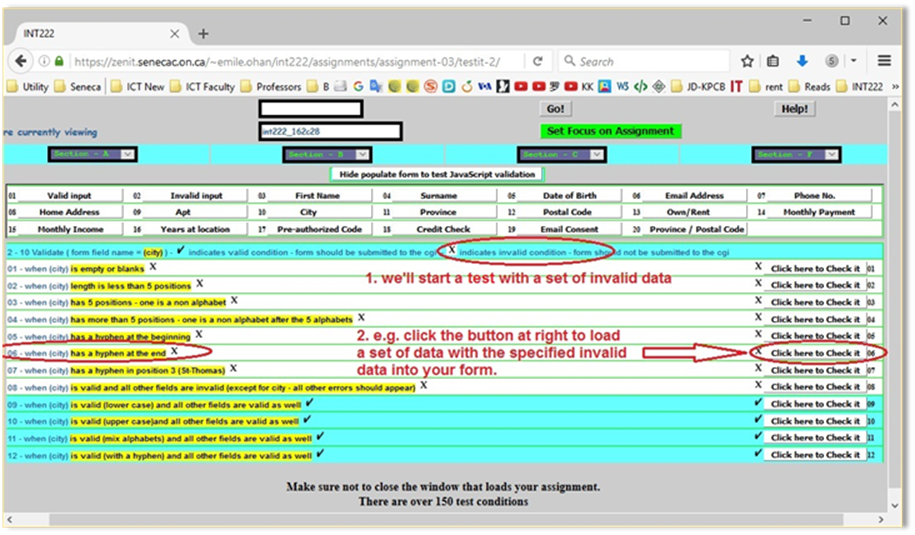 INT222
https://zenit.senecac.on.ca/~emile.ohan/int222/assignments/assignment-03/testit-2/
Search
Utility Seneca ICT New ICT Faculty Professors B KK W3 JD-KPCB IT rent Reads INT222
Go! Help!
re currently viewing int222_162c28 Set Focus on Assignment
Section - A Section - B Section - C Section - F
Hide populate form to test JavaScript validation
01 Valid input 02 Invalid input 03 First Name 04 Surname 05 Date of Birth 06 Email Address 07 Phone No.
08 Home Address 09 Apt 10 City 11 Province 12 Postal Code 13 Own/Rent 14 Monthly Payment
15 Monthly Income 16 Years at location 17 Pre-authorized Code 18 Credit Check 19 Email Consent 20 Province / Postal Code
2 - 10 Validate ( form field name = (city) ) - ✓ indicates valid condition - form should be submitted to the cgi X indicates invalid condition - form should not be submitted to the cgi
01 - when (city) is empty or blanks X X Click here to Check it 01
1. we'll start a test with a set of invalid data
02 - when (city) length is less than 5 positions X X Click here to Check it 02
03 - when (city) has 5 positions - one is a non alphabet X X Click here to Check it 03
04 - when (city) has more than 5 positions - one is a non alphabet after the 5 alphabets X X Click here to Check it 04
05 - when (city) has a hyphen at the beginning X X Click here to Check it 05
2. e.g. click the button at right to load
a set of data with the specified invalid
data into your form.
06 - when (city) has a hyphen at the end X X Click here to Check it 06
07 - when (city) has a hyphen in position 3 (St-Thomas) X X Click here to Check it 07
08 - when (city) is valid and all other fields are invalid (except for city - all other errors should appear) X X Click here to Check it 08
09 - when (city) is valid (lower case) and all other fields are valid as well ✓ ✓ Click here to Check it 09
10 - when (city) is valid (upper case)and all other fields are valid as well ✓ ✓ Click here to Check it 10
11 - when (city) is valid (mix alphabets) and all other fields are valid as well ✓ ✓ Click here to Check it 11
12 - when (city) is valid (with a hyphen) and all other fields are valid as well ✓ ✓ Click here to Check it 12
Make sure not to close the window that loads your assignment.
There are over 150 test conditions